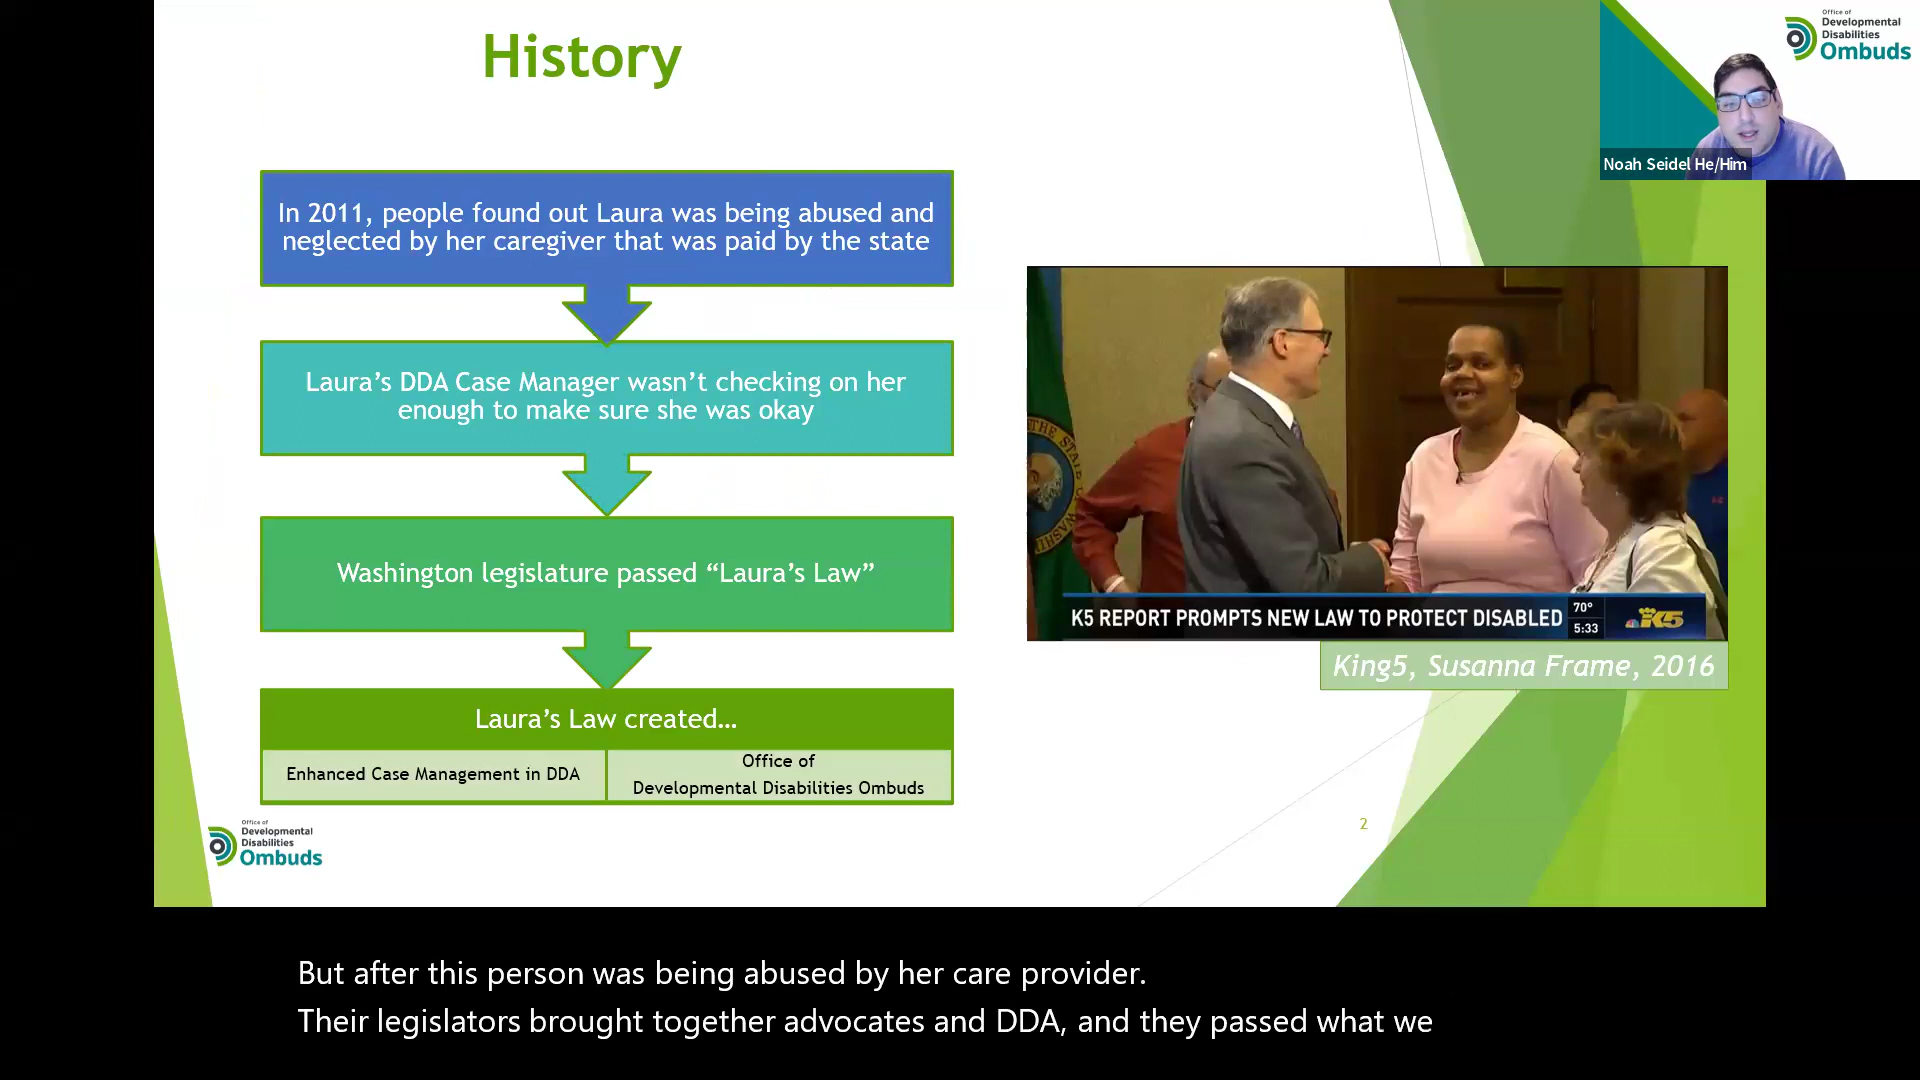 History
Office of
Developmental
Disabilities
Ombuds
Noah Seidel He/Him
In 2011, people found out Laura was being abused and
neglected by her caregiver that was paid by the state
Laura’s DDA Case Manager wasn’t checking on her
enough to make sure she was okay
Washington legislature passed “Laura’s Law”
Laura’s Law created…
Enhanced Case Management in DDA
Office of
Developmental Disabilities Ombuds
THE STATE
WASHI
K5 REPORT PROMPTS NEW LAW TO PROTECT DISABLED
70°
5:33
K5
King5, Susanna Frame, 2016
2
Office of
Developmental
Disabilities
Ombuds
But after this person was being abused by her care provider.
Their legislators brought together advocates and DDA, and they passed what we